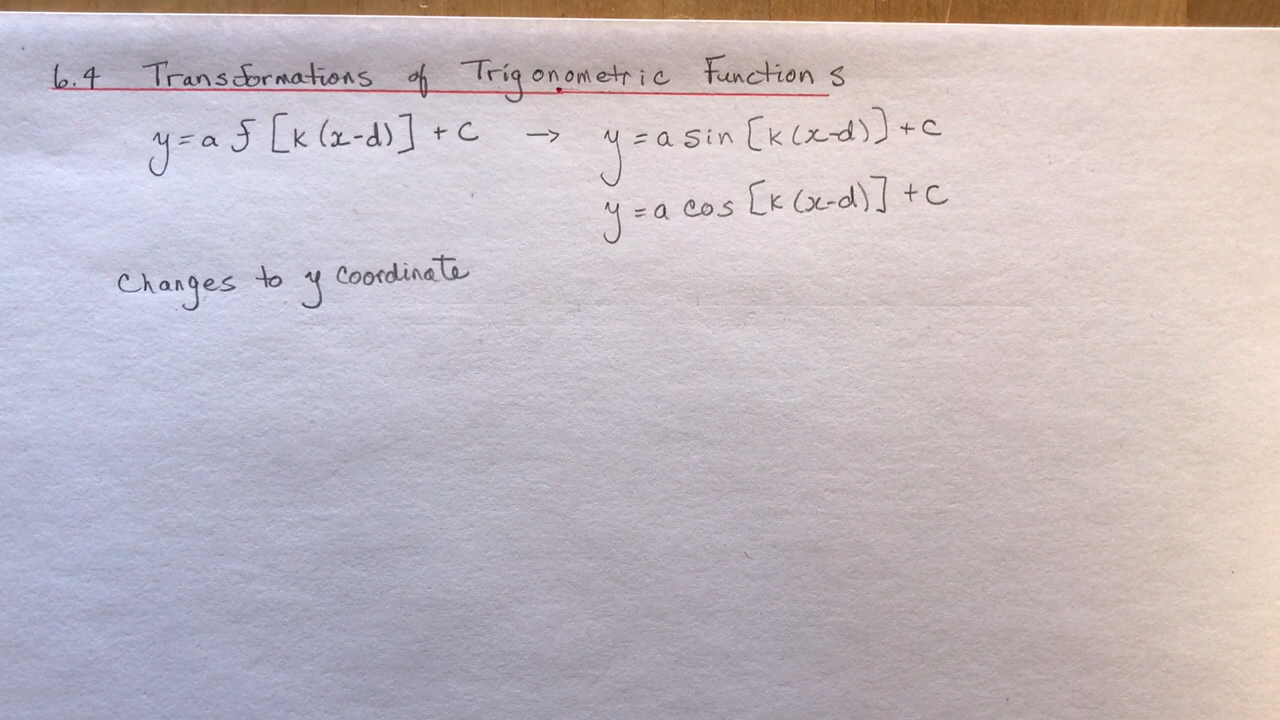 6.4 Transformations of Trigonometric Functions
y = a f [k (x-d)] + c → y = a sin [k (x-d)] + c
y = a cos [k (x-d)] + c
Changes to y coordinate